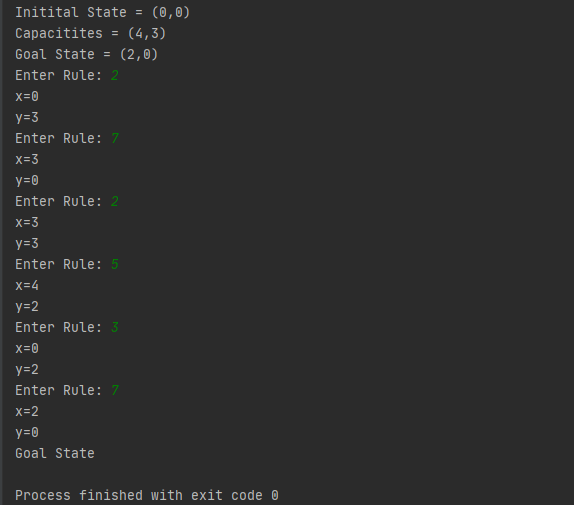 Initital State = (0,0)
Capacitites = (4,3)
Goal State = (2,0)
Enter Rule: 2
x=0
y=3
Enter Rule: 7
x=3
y=0
Enter Rule: 2
x=3
y=3
Enter Rule: 5
x=4
y=2
Enter Rule: 3
x=0
y=2
Enter Rule: 7
x=2
y=0
Goal State
Process finished with exit code 0